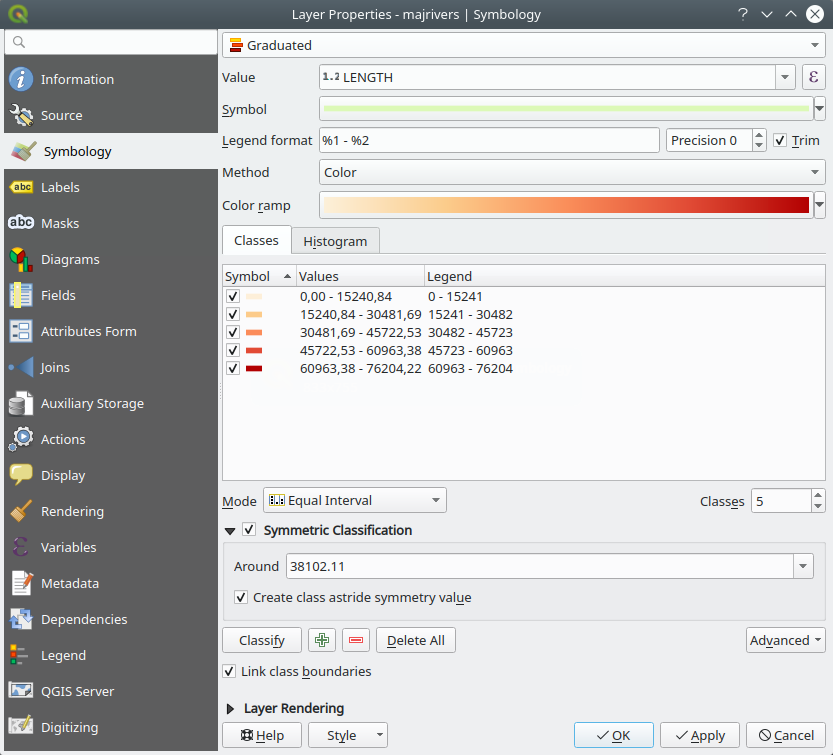 Layer Properties - majrivers | Symbology
Information
Source
Symbology
abc Labels
abc Masks
Diagrams
Fields
Attributes Form
Joins
Auxiliary Storage
Actions
Display
Rendering
Variables
Metadata
Dependencies
Legend
QGIS Server
Digitizing
Graduated
Value 1.2 LENGTH ε
Symbol
Legend format %1 - %2 Precision 0 Trim
Method Color
Color ramp
Classes Histogram
Symbol Values Legend
0,00 - 15240,84 0 - 15241
15240,84 - 30481,69 15241 - 30482
30481,69 - 45722,53 30482 - 45723
45722,53 - 60963,38 45723 - 60963
60963,38 - 76204,22 60963 - 76204
Mode Equal Interval Classes 5
Symmetric Classification
Around 38102.11
Create class astride symmetry value
Classify Delete All Advanced
Link class boundaries
Layer Rendering
Help Style OK Apply Cancel